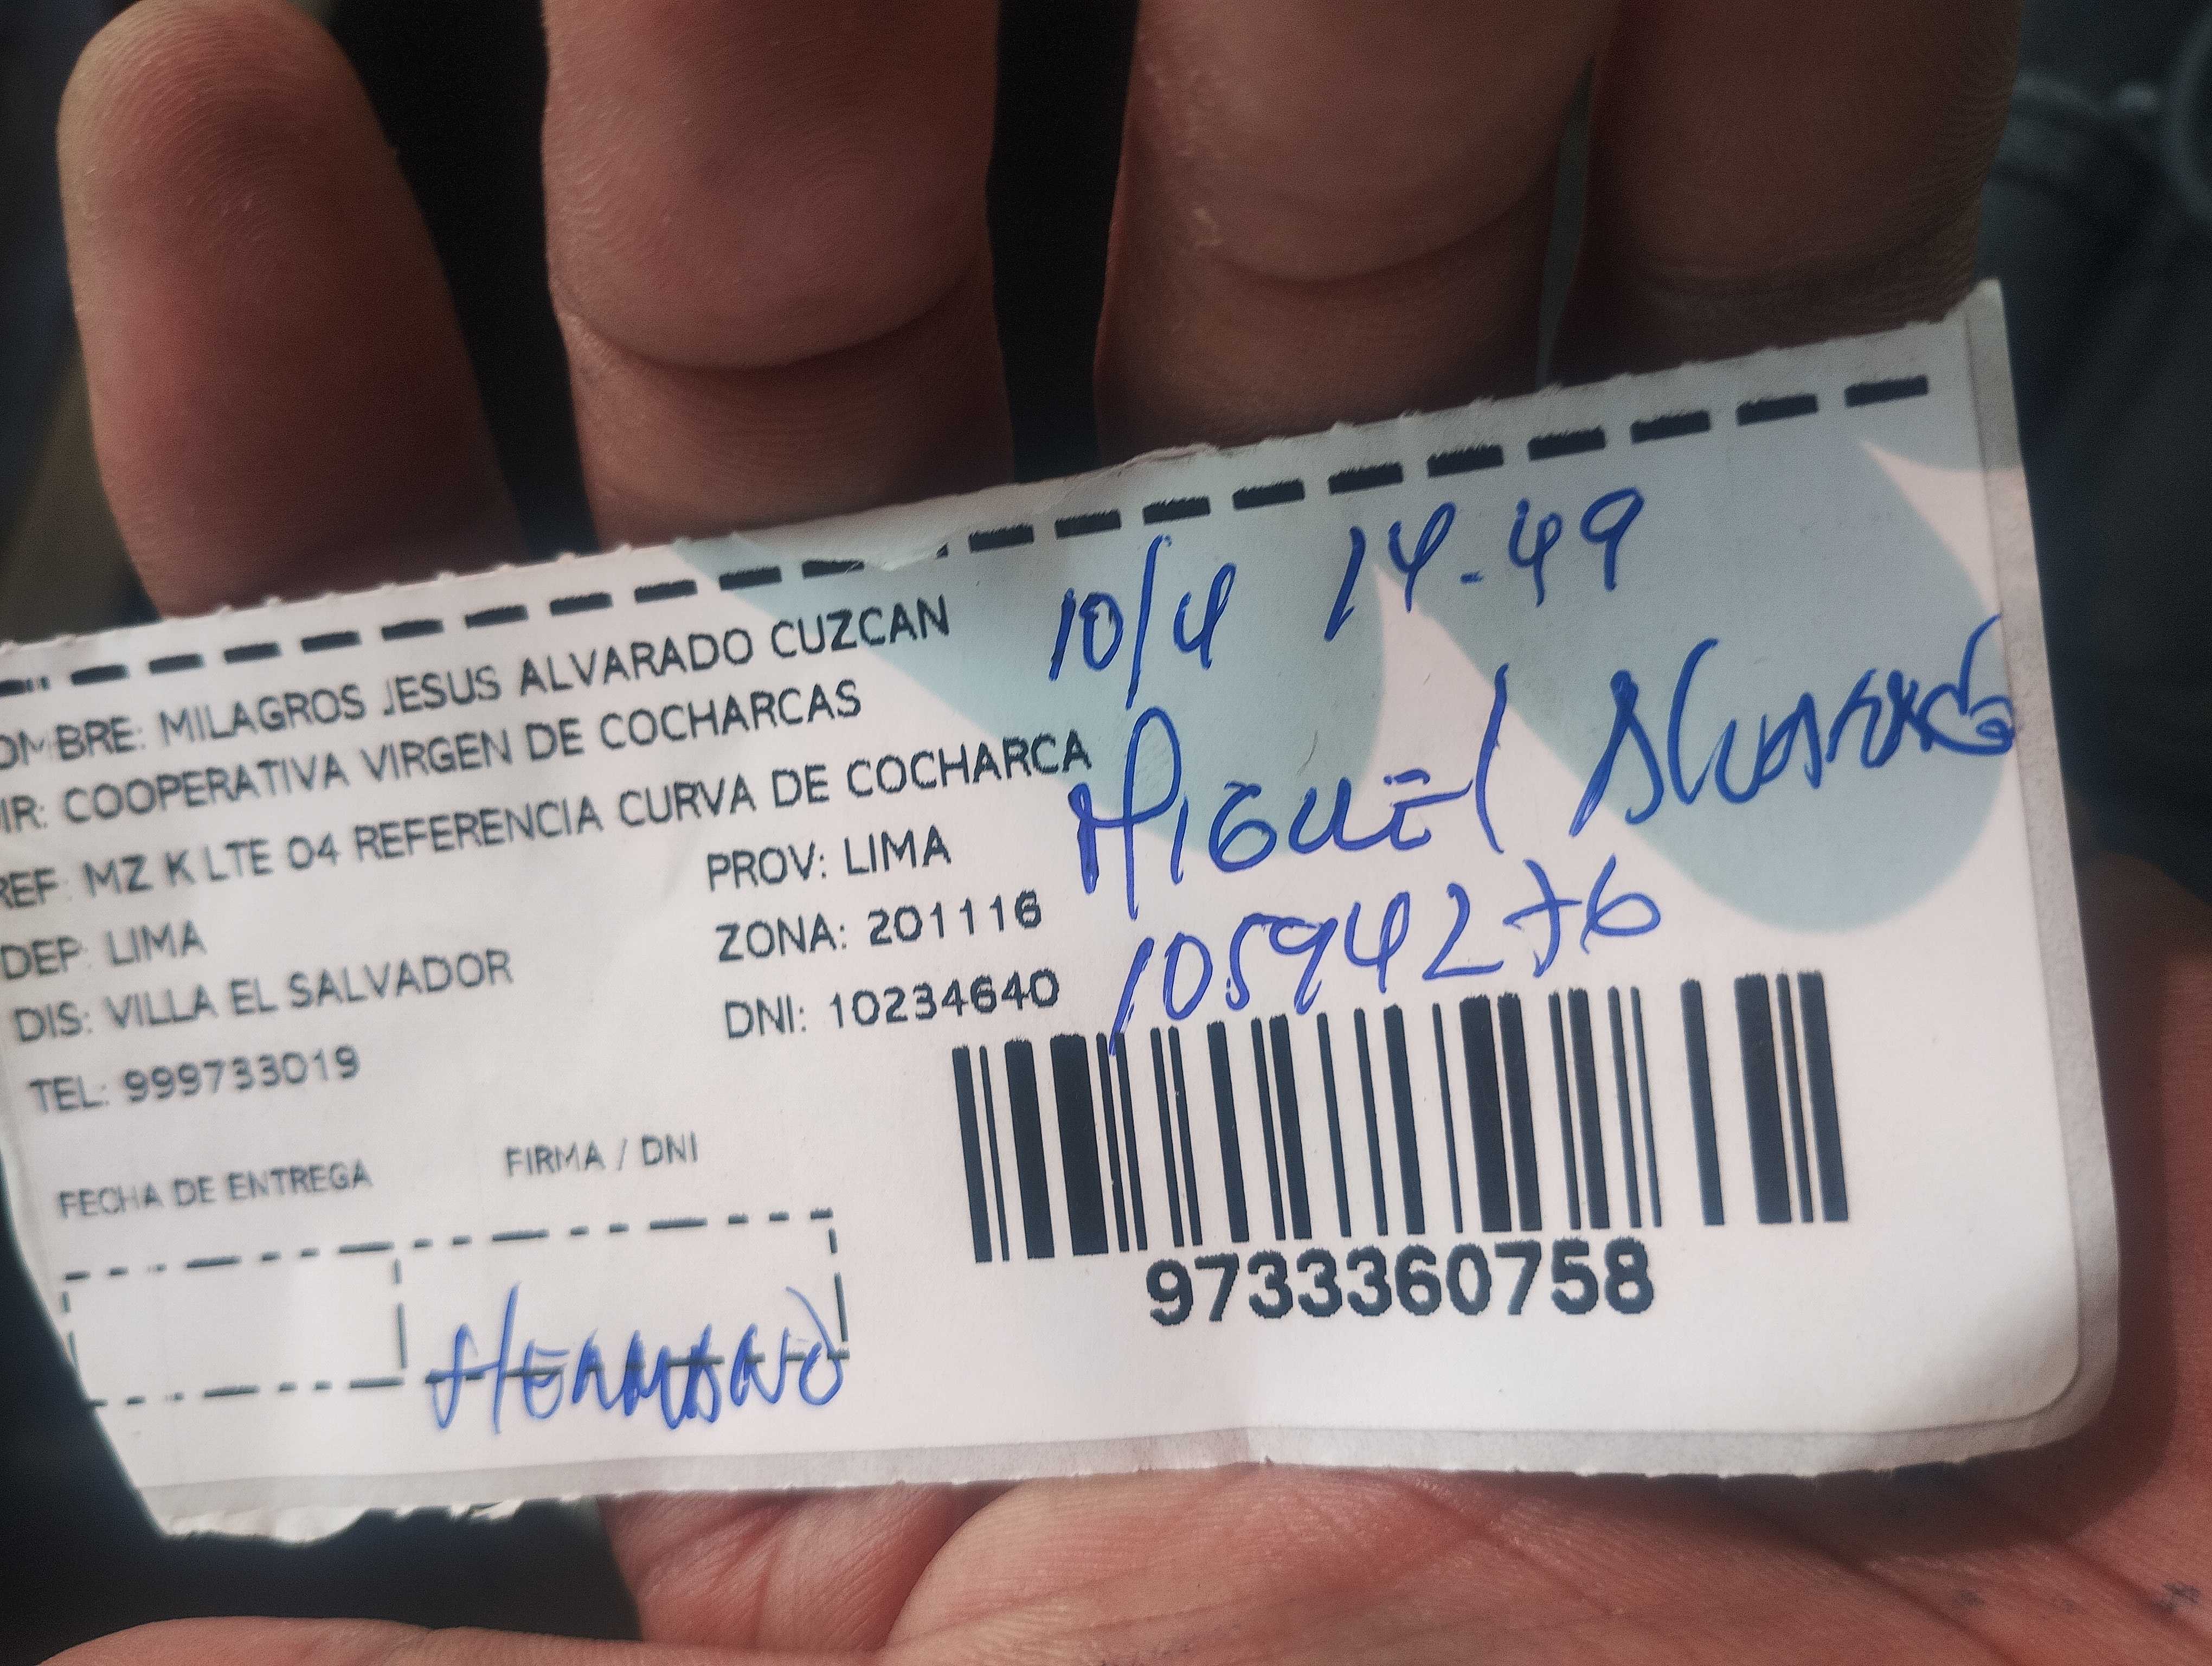 OMBRE: MILAGROS JESUS ALVARADO CUZCAN
IR: COOPERATIVA VIRGEN DE COCHARCAS
REF: MZ K LTE 04 REFERENCIA CURVA DE COCHARCA
DEP: LIMA
PROV: LIMA
DIS: VILLA EL SALVADOR
ZONA: 201116
TEL: 999733019
DNI: 10234640
10/4 14-49
MIGUEL Alvarado
10594276
FECHA DE ENTREGA
FIRMA / DNI
HERMANO
9733360758